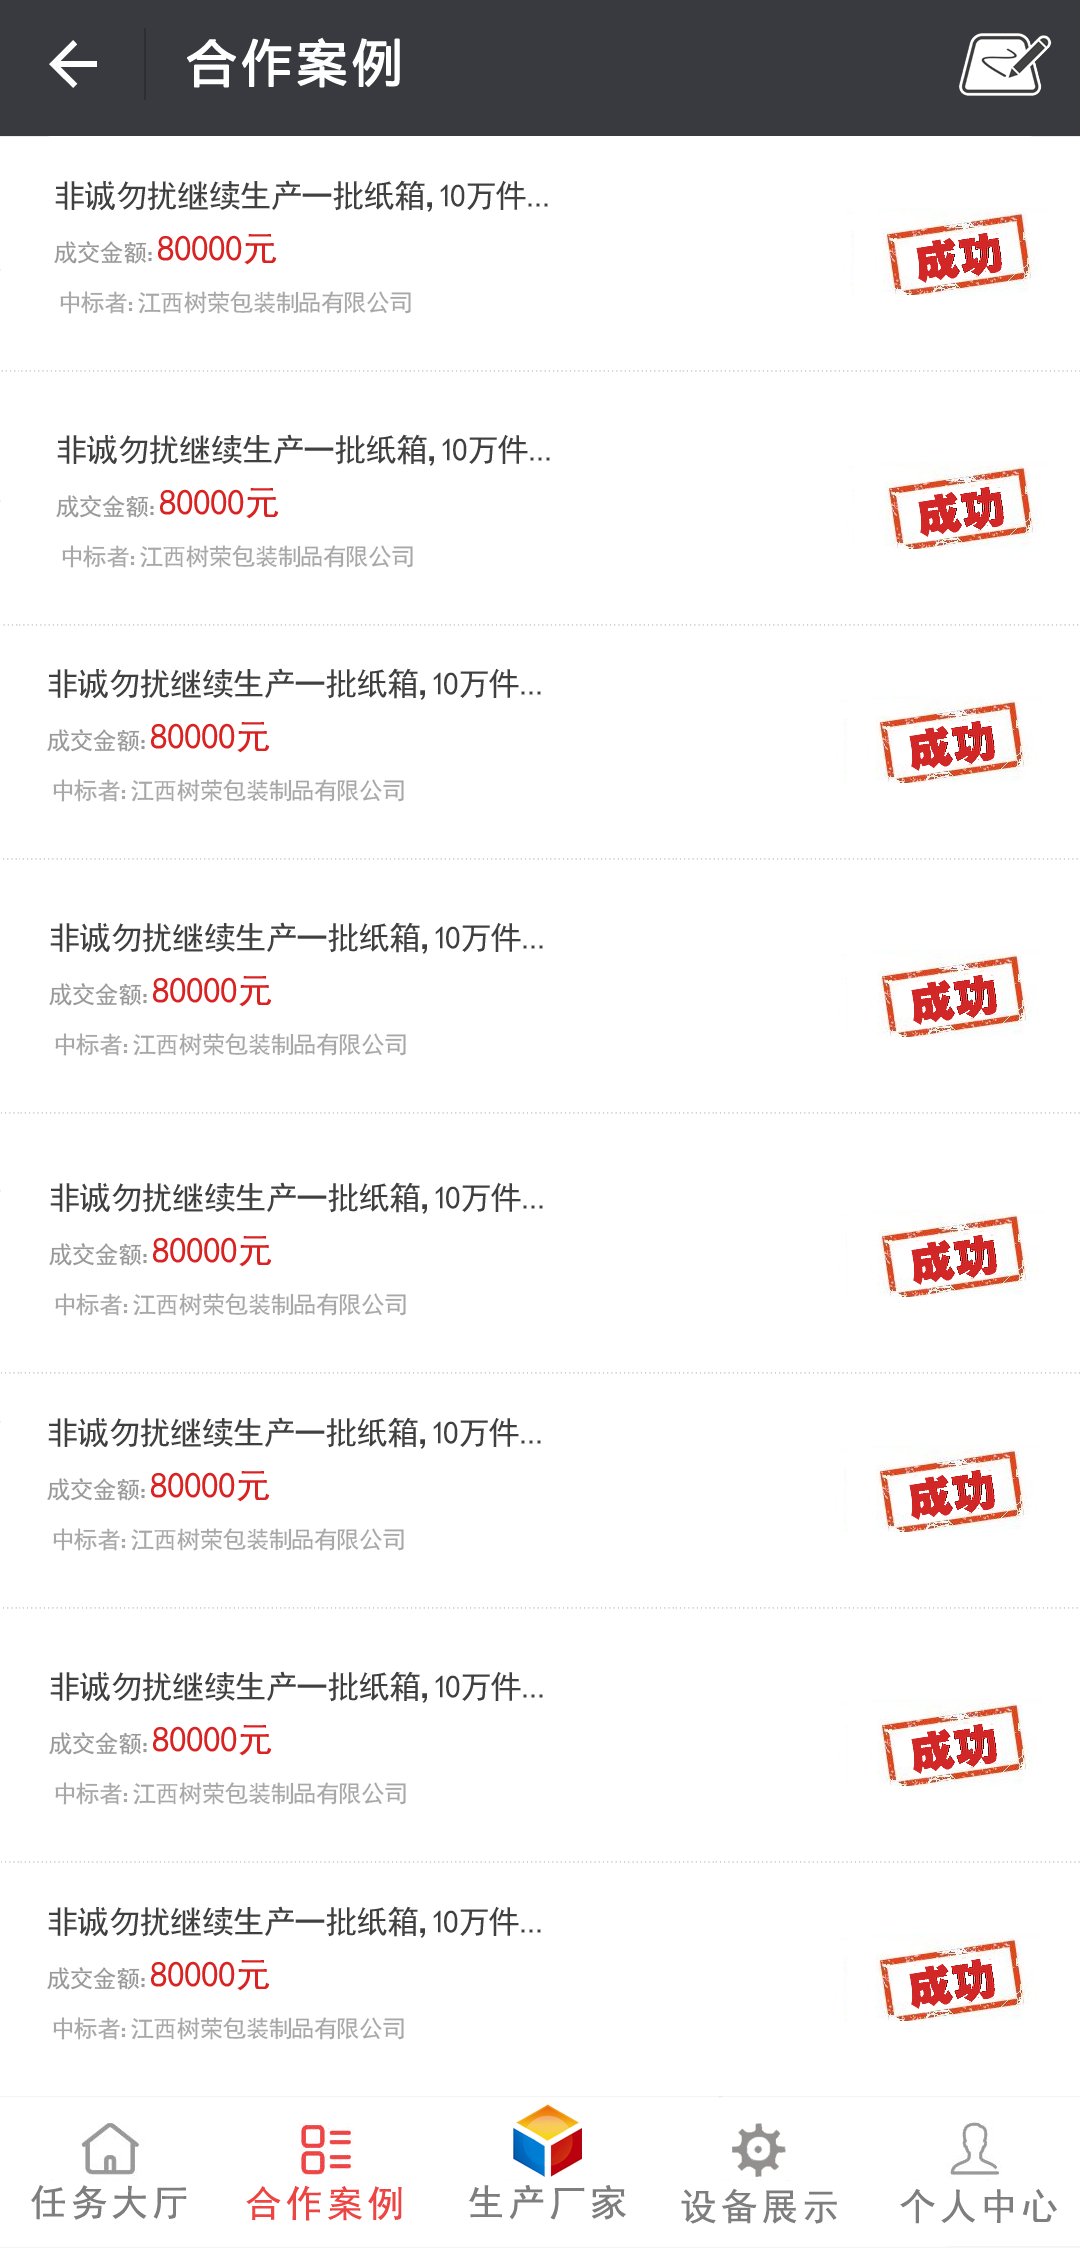 合作案例
非诚勿扰继续生产一批纸箱，10万件...
成交金额:80000元
中标者:江西树荣包装制品有限公司
成功
非诚勿扰继续生产一批纸箱，10万件...
成交金额:80000元
中标者:江西树荣包装制品有限公司
成功
非诚勿扰继续生产一批纸箱，10万件...
成交金额:80000元
中标者:江西树荣包装制品有限公司
成功
非诚勿扰继续生产一批纸箱，10万件...
成交金额:80000元
中标者:江西树荣包装制品有限公司
成功
非诚勿扰继续生产一批纸箱，10万件...
成交金额:80000元
中标者:江西树荣包装制品有限公司
成功
非诚勿扰继续生产一批纸箱，10万件...
成交金额:80000元
中标者:江西树荣包装制品有限公司
成功
非诚勿扰继续生产一批纸箱，10万件...
成交金额:80000元
中标者:江西树荣包装制品有限公司
成功
非诚勿扰继续生产一批纸箱，10万件...
成交金额:80000元
中标者:江西树荣包装制品有限公司
成功
任务大厅 合作案例 生产厂家 设备展示 个人中心